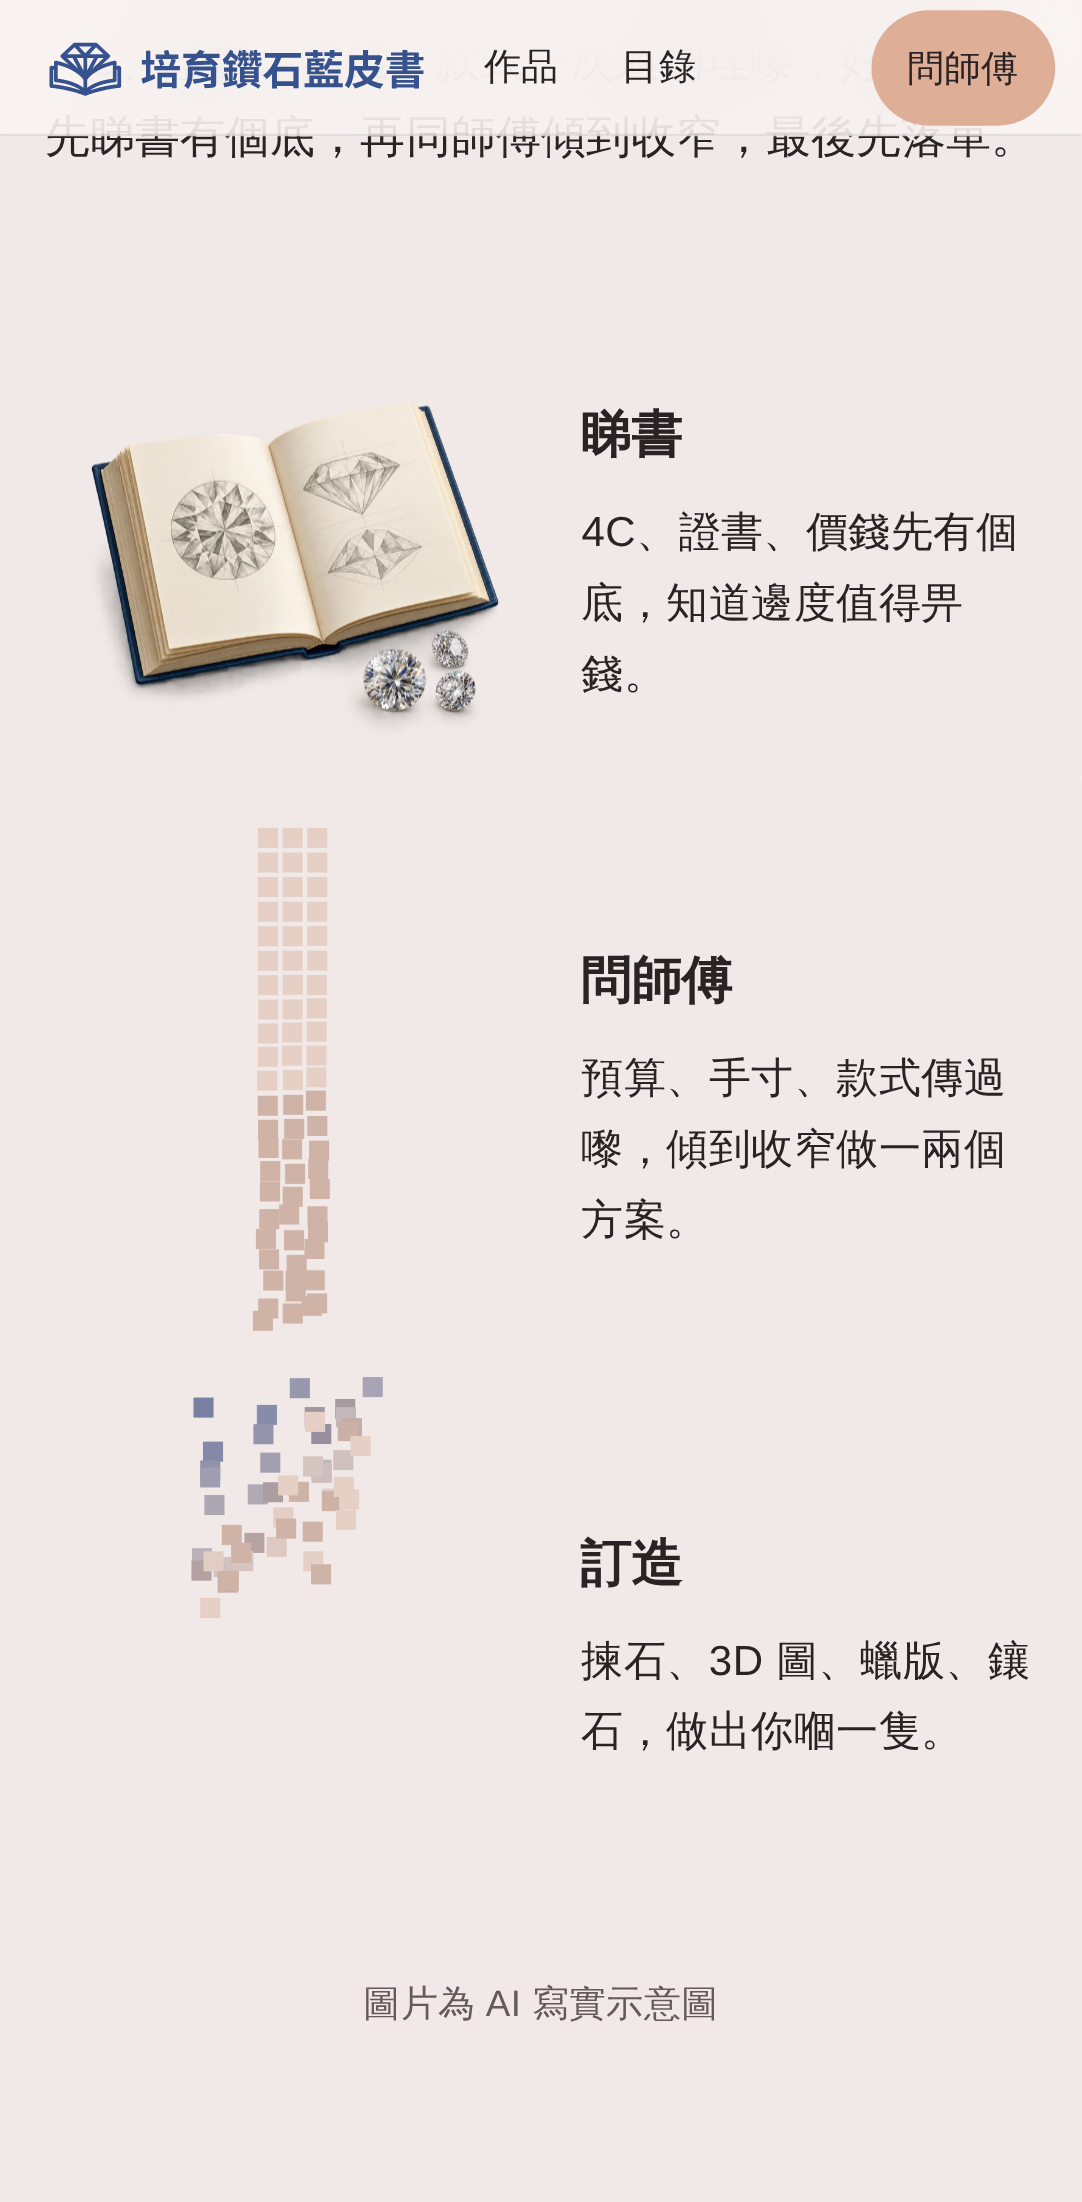 培育鑽石藍皮書
作品
目錄
問師傅
先睇書有個底，再同師傅傾到收窄，最後先落單。
睇書
4C、證書、價錢先有個
底，知道邊度值得畀
錢。
問師傅
預算、手寸、款式傳過
嚟，傾到收窄做一兩個
方案。
訂造
揀石、3D 圖、蠟版、鑲
石，做出你嗰一隻。
圖片為 AI 寫實示意圖